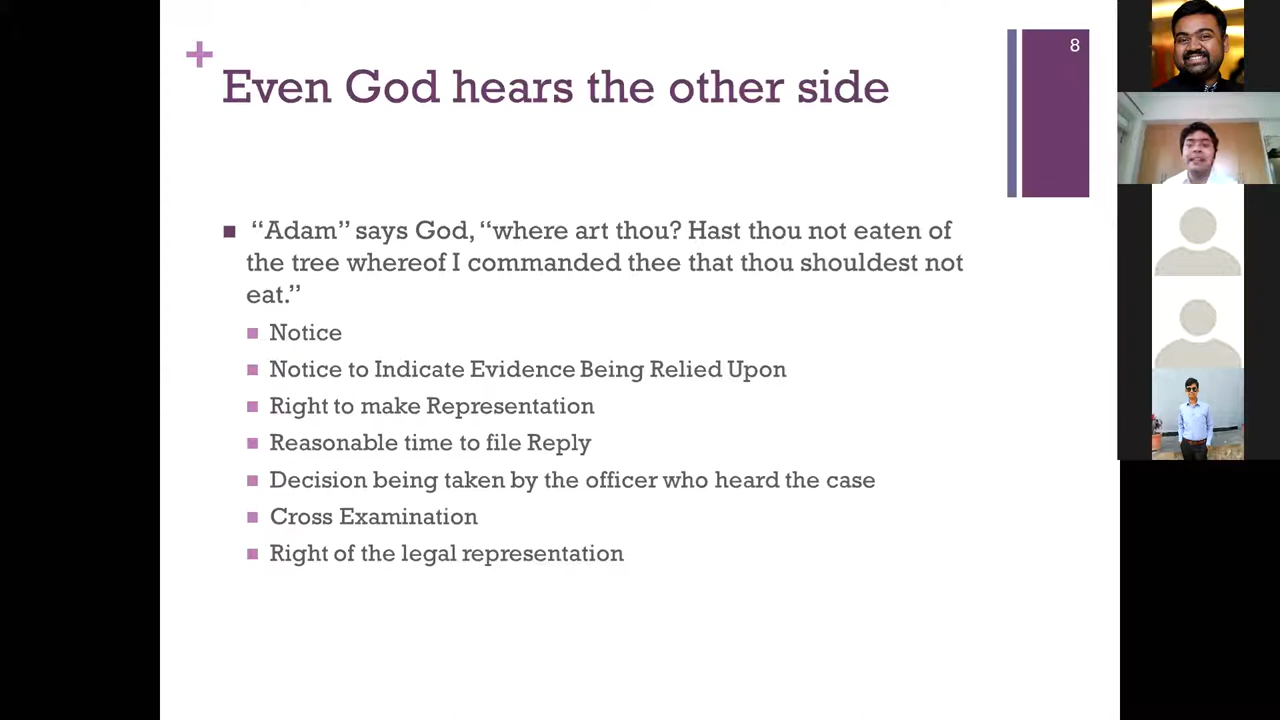 8
+
Even God hears the other side
“Adam” says God, “where art thou? Hast thou not eaten of
the tree whereof I commanded thee that thou shouldest not
eat.”
Notice
Notice to Indicate Evidence Being Relied Upon
Right to make Representation
Reasonable time to file Reply
Decision being taken by the officer who heard the case
Cross Examination
Right of the legal representation